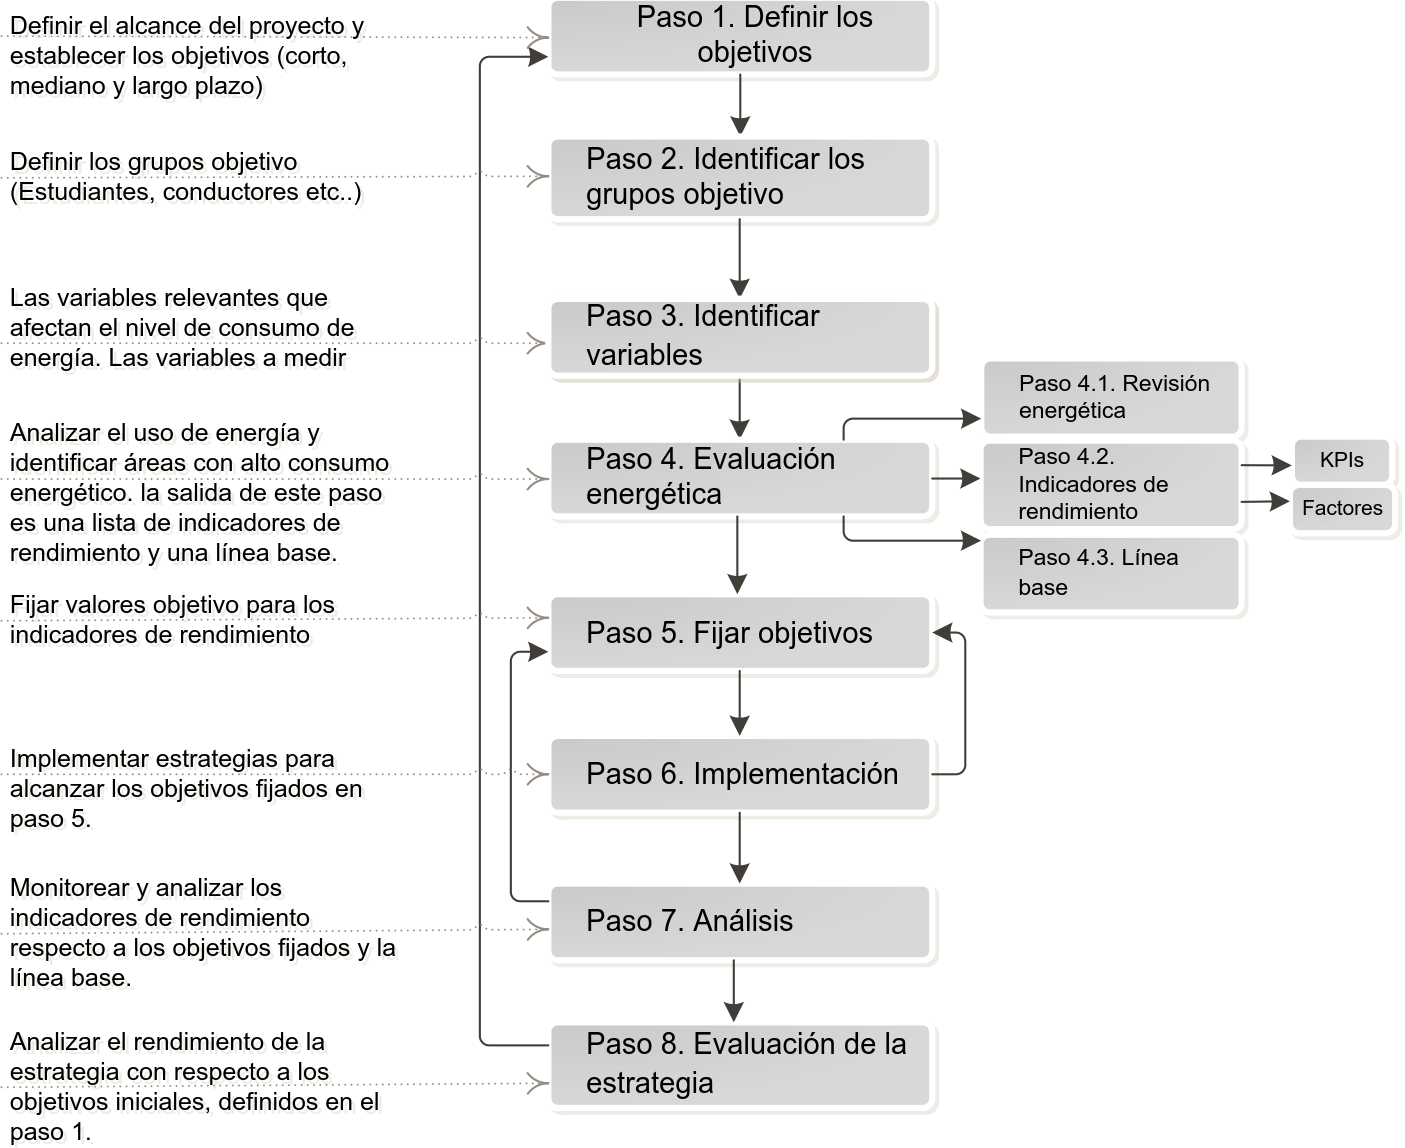 Definir el alcance del proyecto y
establecer los objetivos (corto,
mediano y largo plazo)
Paso 1. Definir los
objetivos
Definir los grupos objetivo
(Estudiantes, conductores etc..)
Paso 2. Identificar los
grupos objetivo
Las variables relevantes que
afectan el nivel de consumo de
energía. Las variables a medir
Paso 3. Identificar
variables
Analizar el uso de energía y
identificar áreas con alto consumo
energético. la salida de este paso
es una lista de indicadores de
rendimiento y una línea base.
Paso 4. Evaluación
energética
Paso 4.1. Revisión
energética
Paso 4.2.
Indicadores de
rendimiento
KPIs
Factores
Paso 4.3. Línea
base
Fijar valores objetivo para los
indicadores de rendimiento
Paso 5. Fijar objetivos
Implementar estrategias para
alcanzar los objetivos fijados en
paso 5.
Paso 6. Implementación
Monitorear y analizar los
indicadores de rendimiento
respecto a los objetivos fijados y la
línea base.
Paso 7. Análisis
Analizar el rendimiento de la
estrategia con respecto a los
objetivos iniciales, definidos en el
paso 1.
Paso 8. Evaluación de la
estrategia